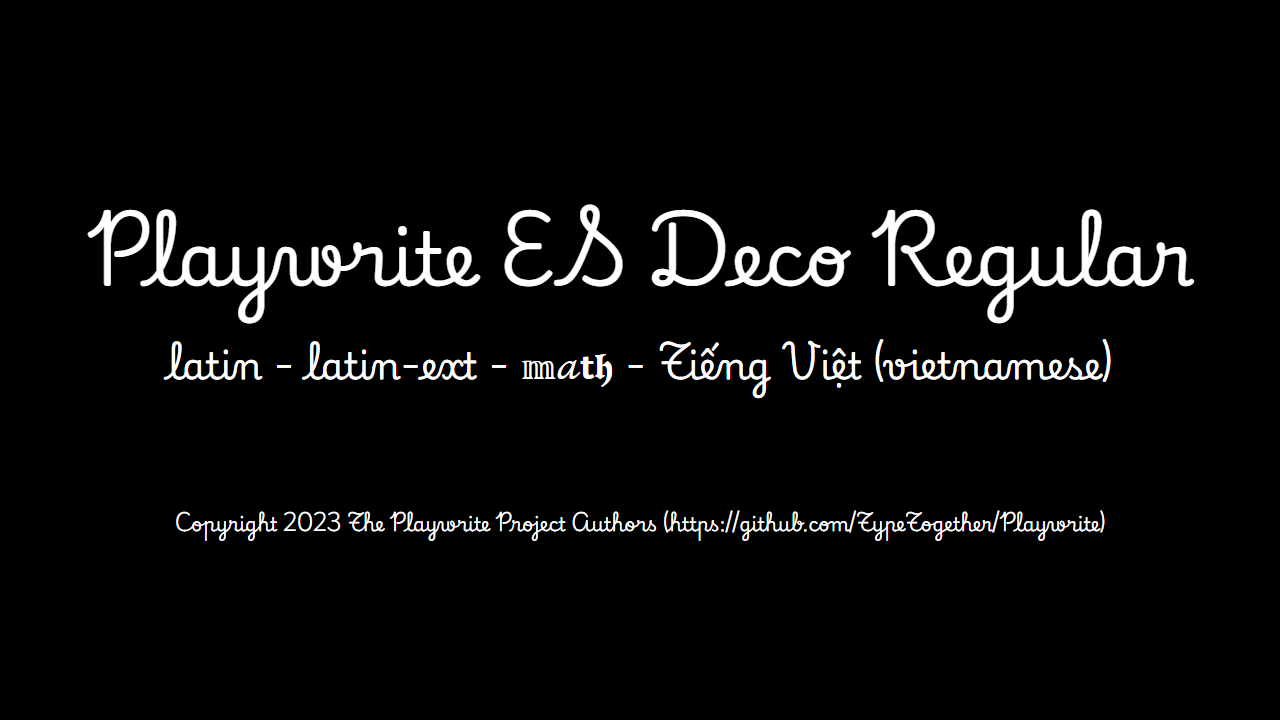 Playwrite ES Deco Regular
latin - latin-ext - 𝕞𝑎𝐭𝖍 - Tiếng Việt (vietnamese)
Copyright 2023 The Playwrite Project Authors (https://github.com/TypeTogether/Playwrite)